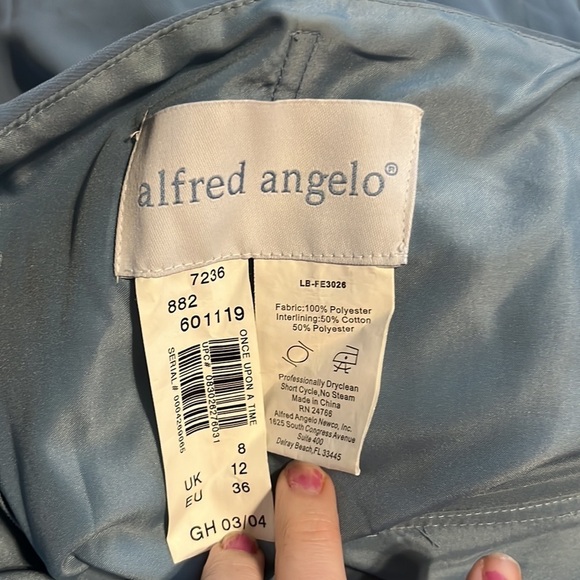 alfred angelo®
7236
882
601119
ONCE UPON A TIME
SERIAL# 0004269065
8
UK 12
EU 36
GH 03/04
LB-FE3026
Fabric:100% Polyester
Interlining:50% Cotton
50% Polyester
Professionally Dryclean
Short Cycle, No Steam
Made in China
RN 24766
Alfred Angelo Newco, Inc.
1625 South Congress Avenue
Suite 400
Delray Beach,FL 33445